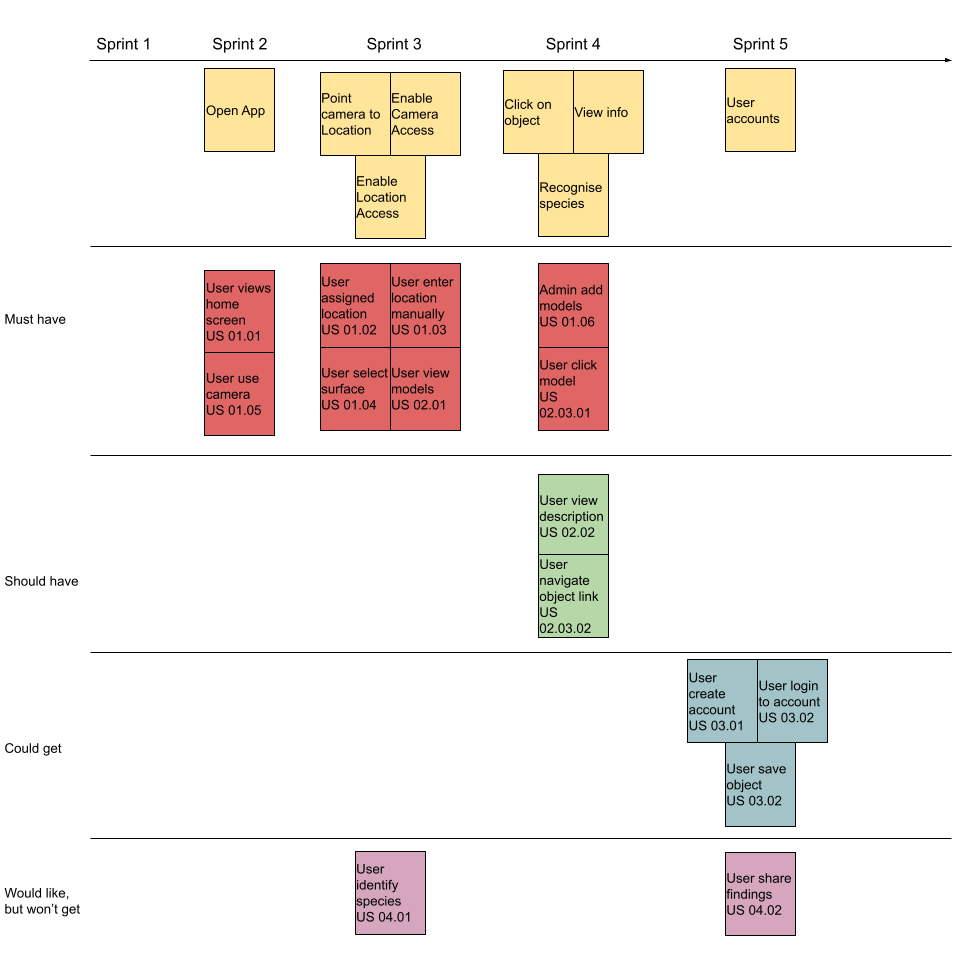 Sprint 1
Sprint 2
Sprint 3
Sprint 4
Sprint 5
Open App
Point
camera to
Location
Enable
Camera
Access
Enable
Location
Access
Click on
object
View info
Recognise
species
User
accounts
Must have
User views
home
screen
US 01.01
User use
camera
US 01.05
User
assigned
location
US 01.02
User enter
location
manually
US 01.03
User select
surface
US 01.04
User view
models
US 02.01
Admin add
models
US 01.06
User click
model
US
02.03.01
Should have
User view
description
US 02.02
User
navigate
object link
US
02.03.02
Could get
User
create
account
US 03.01
User login
to account
US 03.02
User save
object
US 03.02
Would like,
but won't get
User
identify
species
US 04.01
User share
findings
US 04.02